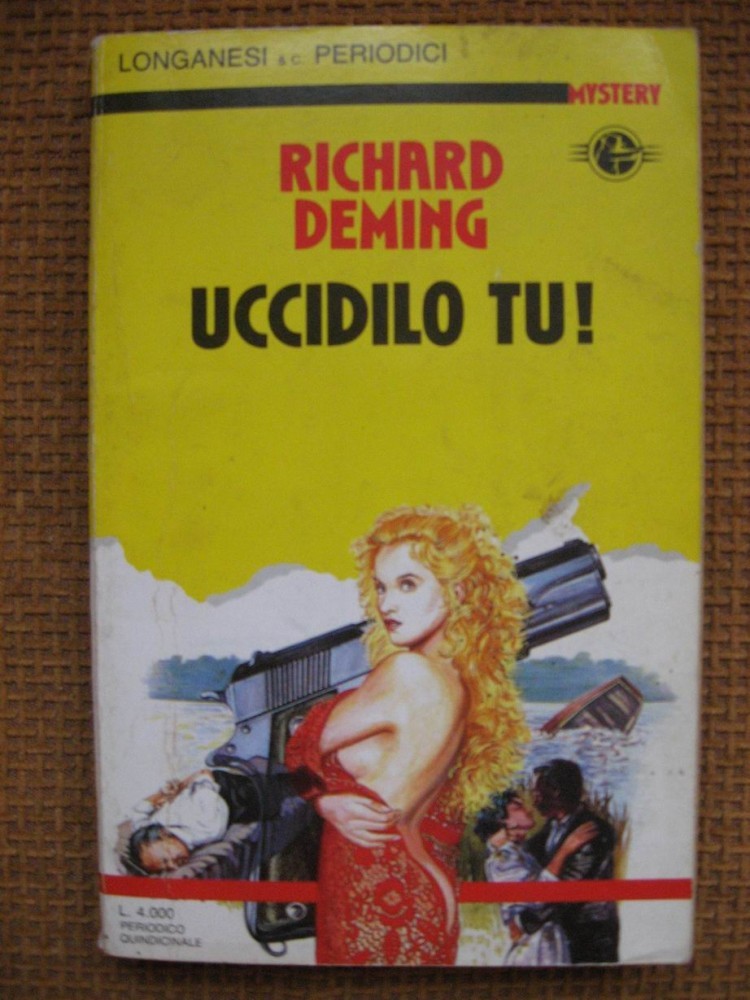 LONGANESI & C. PERIODICI
MYSTERY
RICHARD
DEMING
UCCIDILO TU!
L. 4.000
PERIODICO
QUINDICINALE